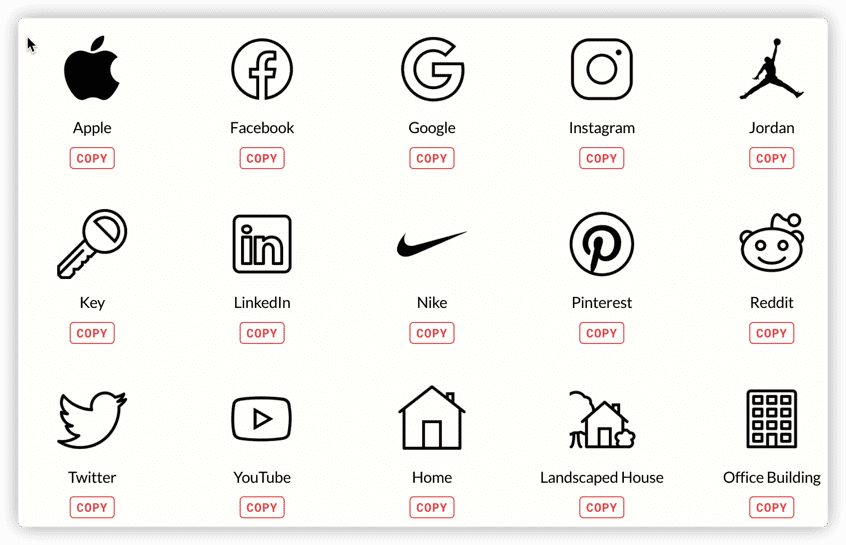 Apple Facebook Google Instagram Jordan
COPY COPY COPY COPY COPY
in
Key LinkedIn Nike Pinterest Reddit
COPY COPY COPY COPY COPY
Twitter YouTube Home Landscaped House Office Building
COPY COPY COPY COPY COPY